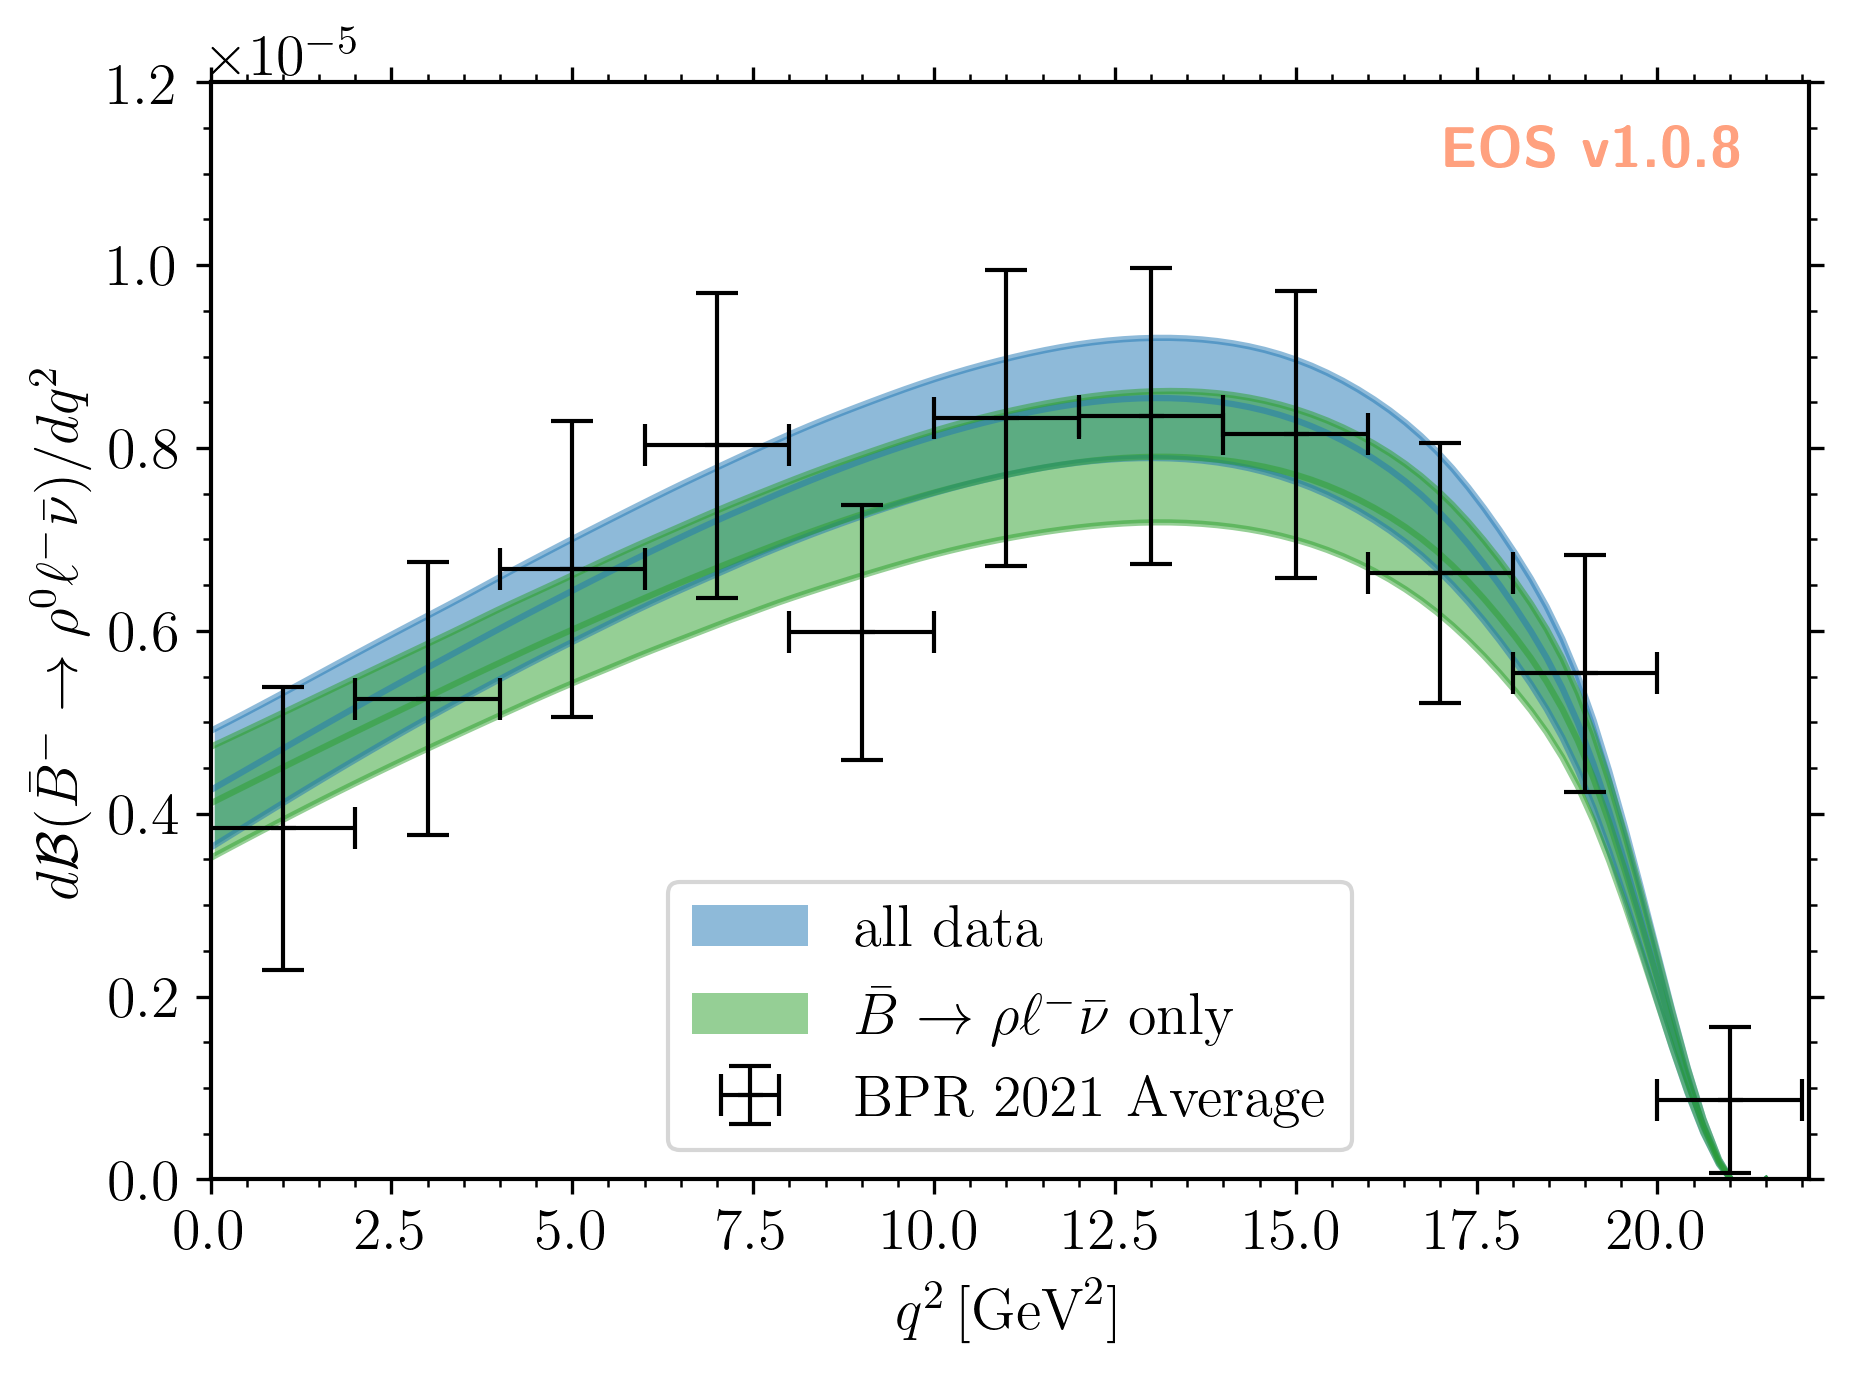 ×10⁻⁵
EOS v1.0.8
dℬ(B̄⁻ → ρ⁰ℓ⁻ν̄)/dq²
1.2
1.0
0.8
0.6
0.4
0.2
0.0
all data
B̄ → ρℓ⁻ν̄ only
BPR 2021 Average
0.0 2.5 5.0 7.5 10.0 12.5 15.0 17.5 20.0
q² [GeV²]